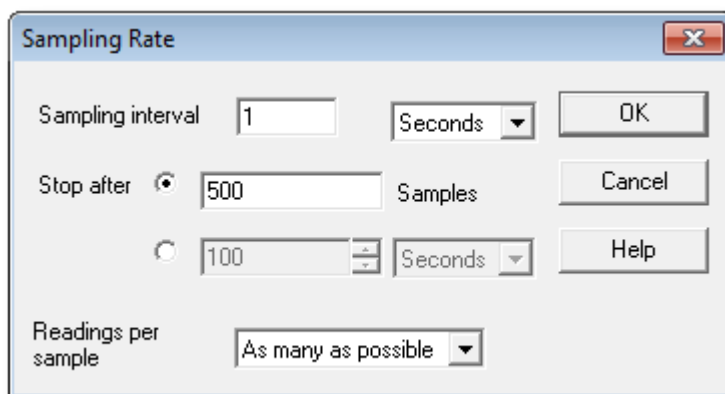 Sampling Rate
Sampling interval 1 Seconds OK
Stop after 500 Samples Cancel
100 Seconds Help
Readings per
sample As many as possible